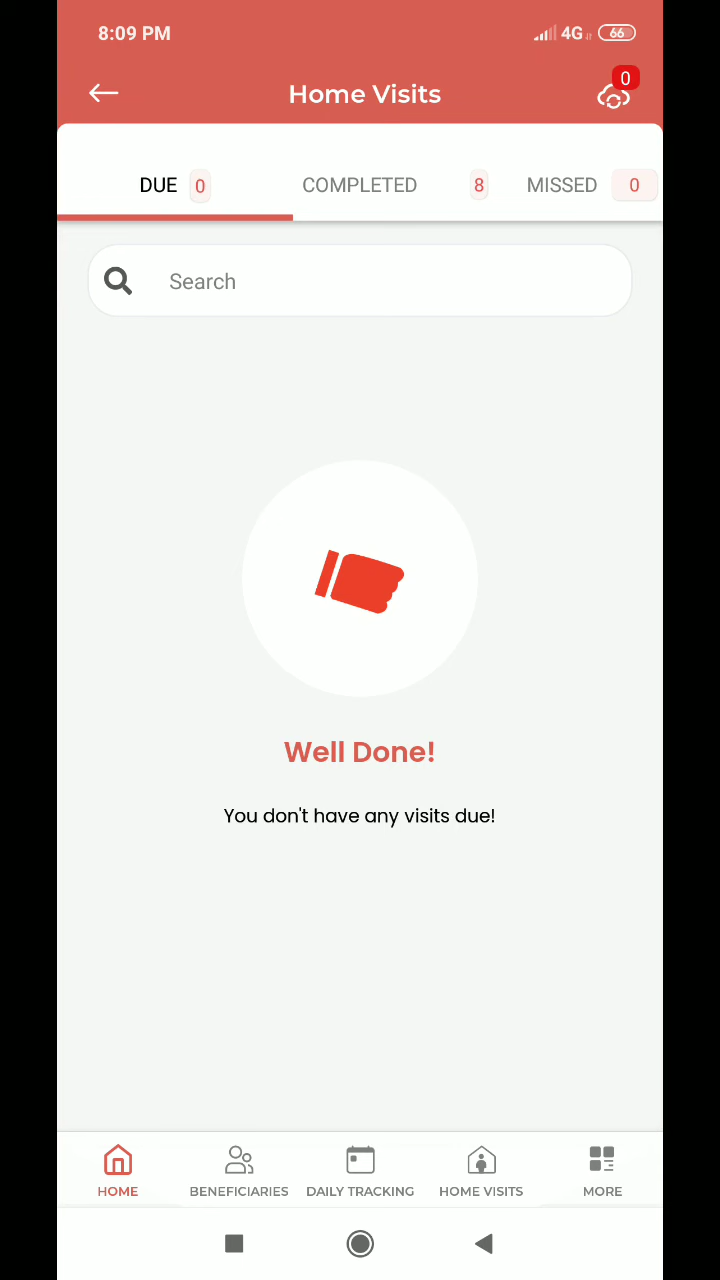 8:09 PM 4G 66
Home Visits 0
DUE 0 COMPLETED 8 MISSED 0
Search
Well Done!
You don't have any visits due!
HOME BENEFICIARIES DAILY TRACKING HOME VISITS MORE